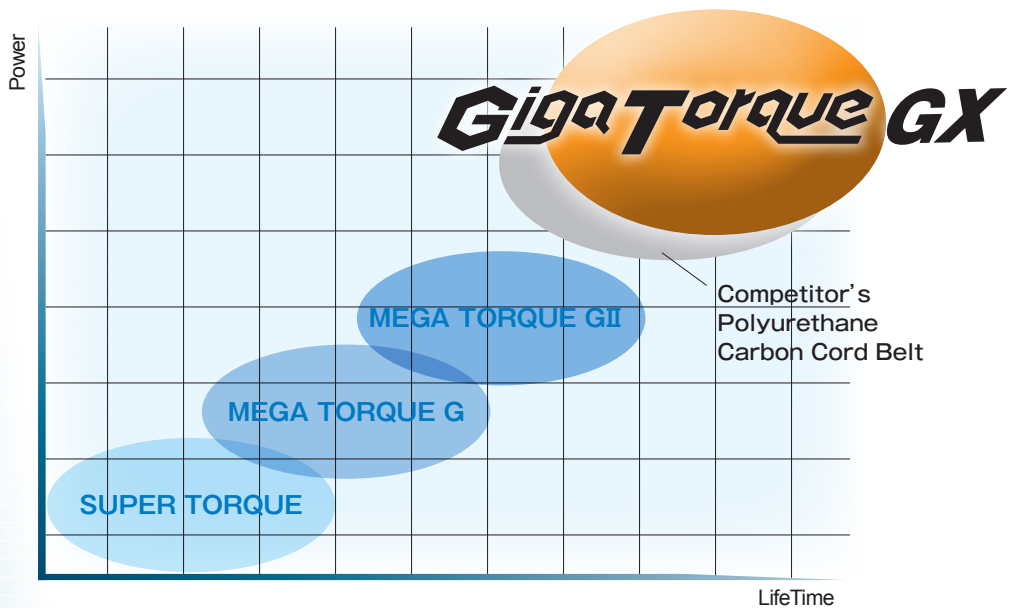 Power
GigaTorque GX
Competitor's
Polyurethane
Carbon Cord Belt
MEGA TORQUE GⅡ
MEGA TORQUE G
SUPER TORQUE
LifeTime